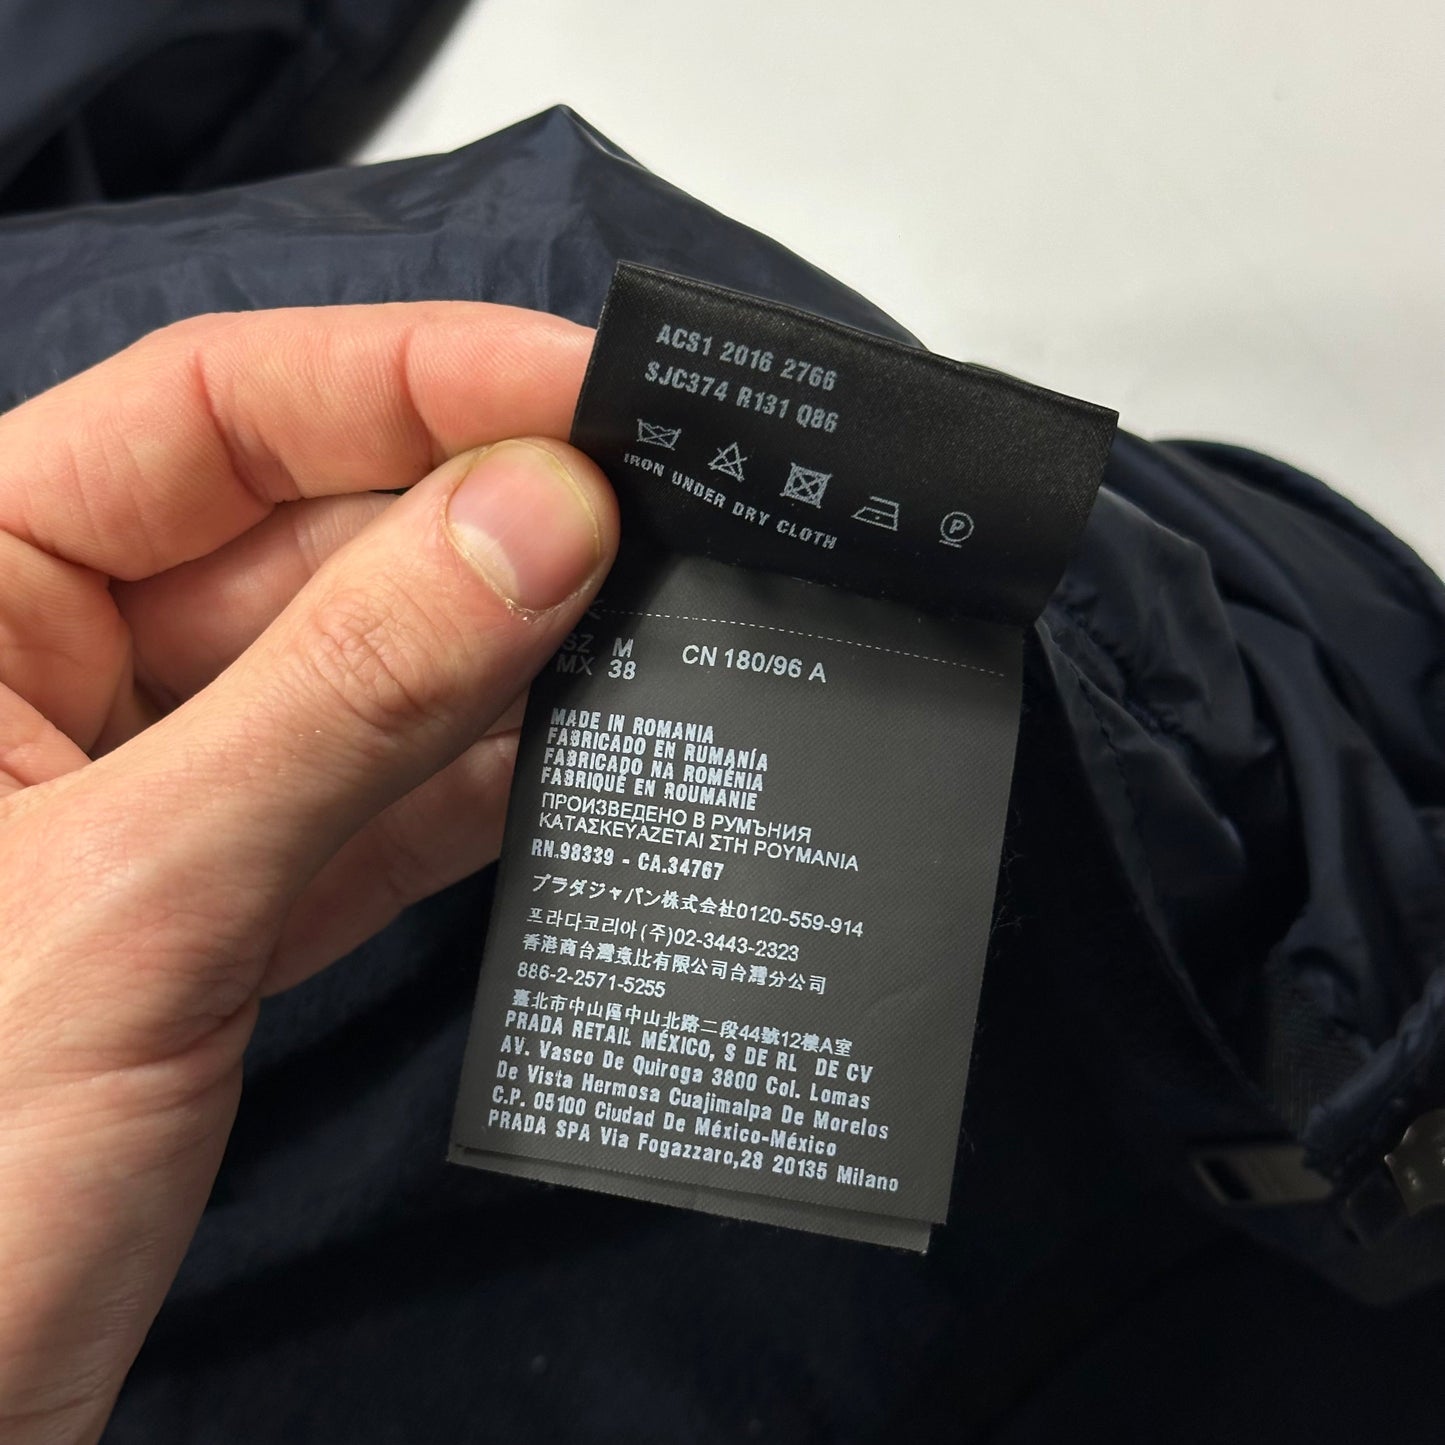 ACS1 2016 2766
SJC374 R131 Q86
IRON UNDER DRY CLOTH
P
SZ M CN 180/96 A
MX 38
MADE IN ROMANIA
FABRICADO EN RUMANÍA
FABRICADO NA ROMÉNIA
FABRIQUÉ EN ROUMANIE
ПРОИЗВЕДЕНО В РУМЪНИЯ
ΚΑΤΑΣΚΕΥΑΖΕΤΑΙ ΣΤΗ ΡΟΥΜΑΝΙΑ
RN.98339 - CA.34767
プラダジャパン株式会社0120-559-914
프라다코리아(주)02-3443-2323
香港商台灣意比有限公司台灣分公司
886-2-2571-5255
臺北市中山區中山北路二段44號12樓A室
PRADA RETAIL MÉXICO, S DE RL DE CV
AV. Vasco De Quiroga 3800 Col. Lomas
De Vista Hermosa Cuajimalpa De Morelos
C.P. 05100 Ciudad De México-México
PRADA SPA Via Fogazzaro,28 20135 Milano